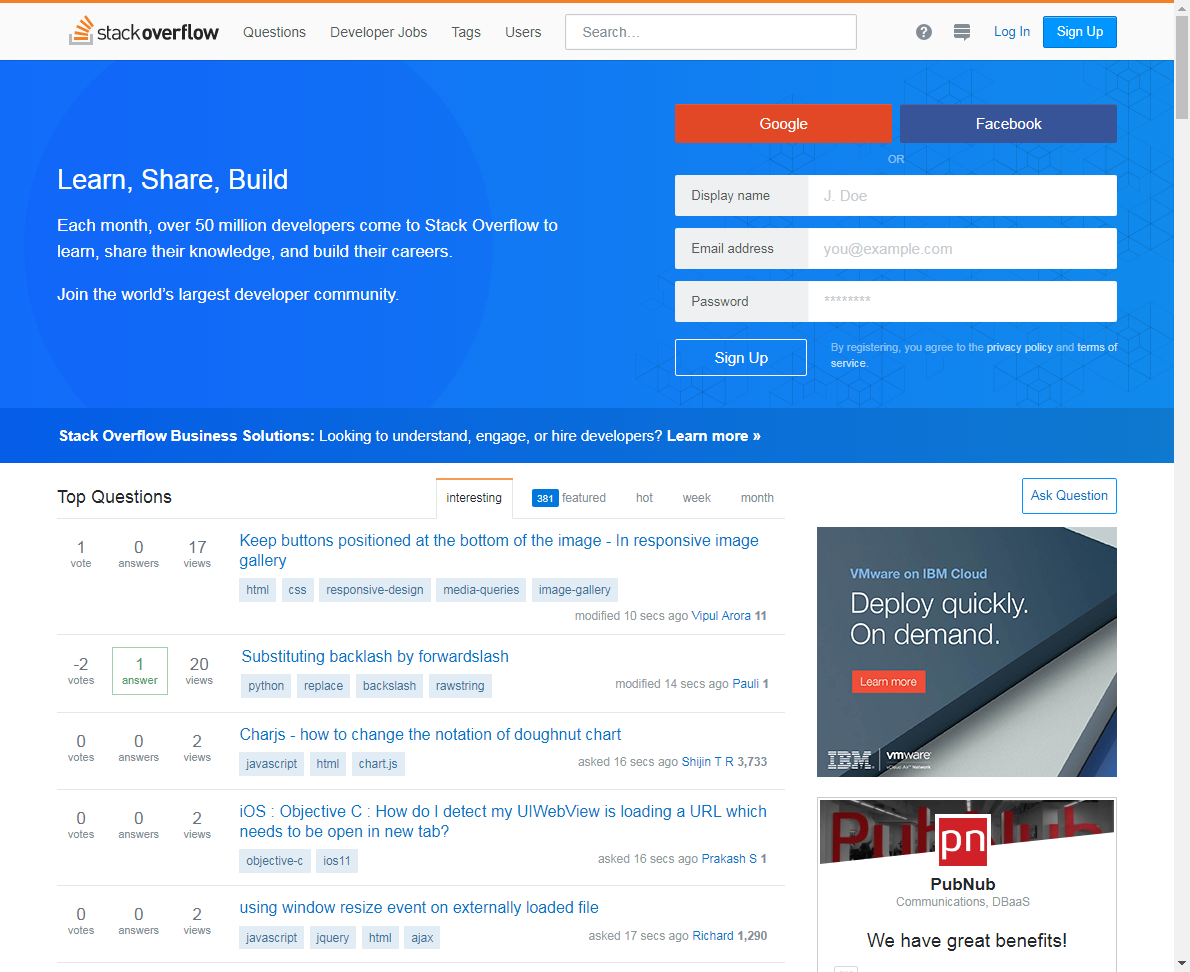 stackoverflow Questions Developer Jobs Tags Users Search… Log In Sign Up
Google Facebook
OR
Learn, Share, Build
Each month, over 50 million developers come to Stack Overflow to
learn, share their knowledge, and build their careers.
Join the world’s largest developer community.
Display name J. Doe
Email address you@example.com
Password ********
Sign Up
By registering, you agree to the privacy policy and terms of
service.
Stack Overflow Business Solutions: Looking to understand, engage, or hire developers? Learn more »
Top Questions interesting 381 featured hot week month
Ask Question
1 vote 0 answers 17 views
Keep buttons positioned at the bottom of the image - In responsive image
gallery
html css responsive-design media-queries image-gallery
modified 10 secs ago Vipul Arora 11
-2 votes 1 answer 20 views
Substituting backlash by forwardslash
python replace backslash rawstring
modified 14 secs ago Pauli 1
0 votes 0 answers 2 views
Charjs - how to change the notation of doughnut chart
javascript html chart.js
asked 16 secs ago Shijin T R 3,733
0 votes 0 answers 2 views
iOS : Objective C : How do I detect my UIWebView is loading a URL which
needs to be open in new tab?
objective-c ios11
asked 16 secs ago Prakash S 1
0 votes 0 answers 2 views
using window resize event on externally loaded file
javascript jquery html ajax
asked 17 secs ago Richard 1,290
VMware on IBM Cloud
Deploy quickly.
On demand.
Learn more
IBM vmware
vCloud Air Network
PubNub
pn
PubNub
Communications, DBaaS
We have great benefits!